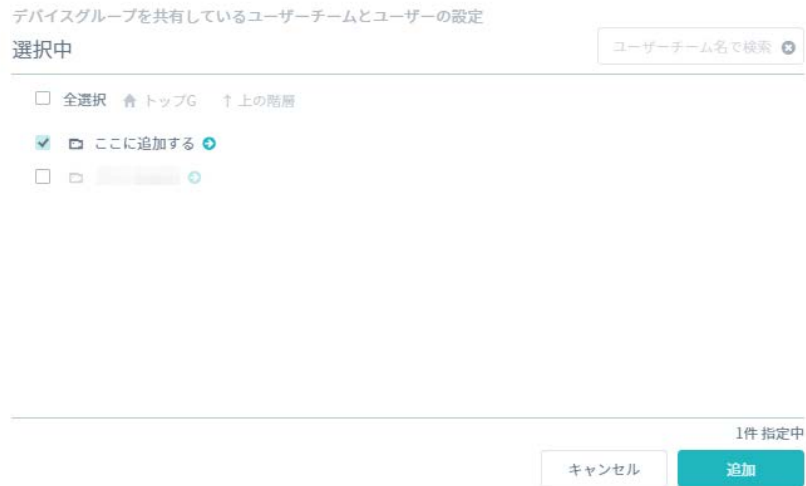 デバイスグループを共有しているユーザーチームとユーザーの設定
選択中
ユーザーチーム名で検索
全選択 トップG ↑上の階層
ここに追加する
1件 指定中
キャンセル 追加